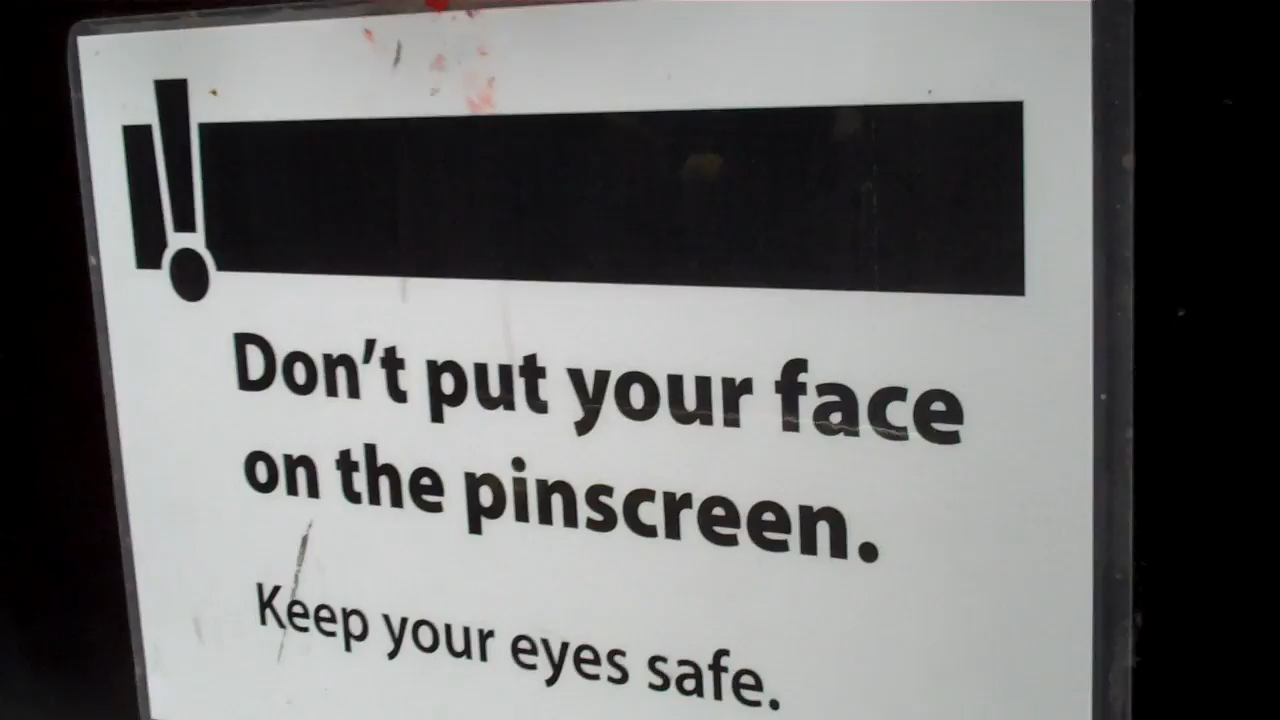 Don't put your face
on the pinscreen.
Keep your eyes safe.